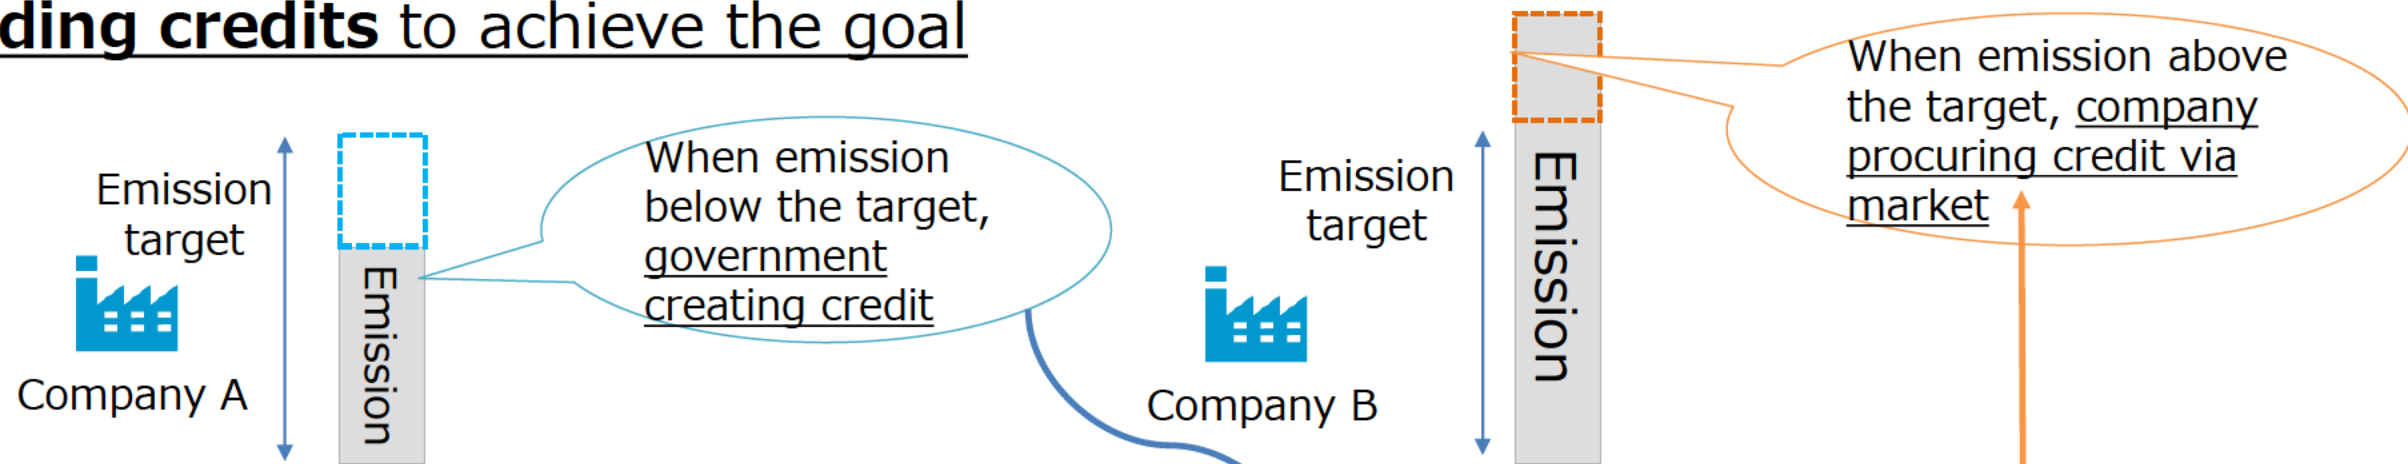 ding credits to achieve the goal
Emission
target
Company A
Emission
When emission
below the target,
government
creating credit
Emission
target
Company B
Emission
When emission above
the target, company
procuring credit via
market